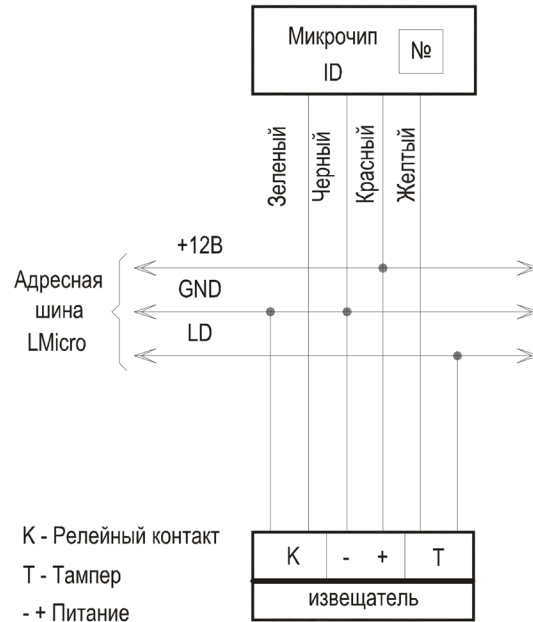 Микрочип
ID
№
Зеленый
Черный
Красный
Желтый
+12В
GND
LD
Адресная
шина
LMicro
К - Релейный контакт
Т - Тампер
- + Питание
К - + Т
извещатель